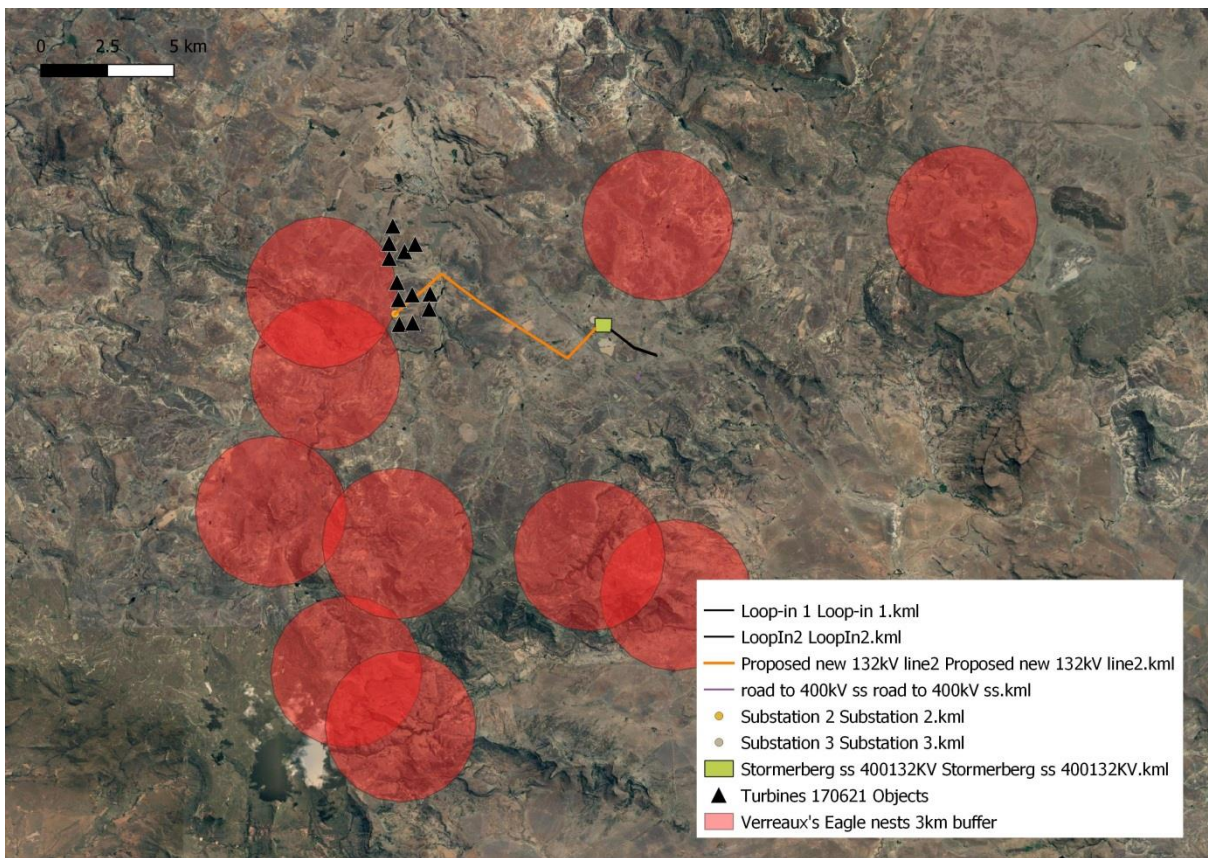 0 2.5 5 km
Loop-in 1 Loop-in 1.kml
LoopIn2 LoopIn2.kml
Proposed new 132kV line2 Proposed new 132kV line2.kml
road to 400kV ss road to 400kV ss.kml
Substation 2 Substation 2.kml
Substation 3 Substation 3.kml
Stormerberg ss 400132KV Stormerberg ss 400132KV.kml
Turbines 170621 Objects
Verreaux's Eagle nests 3km buffer